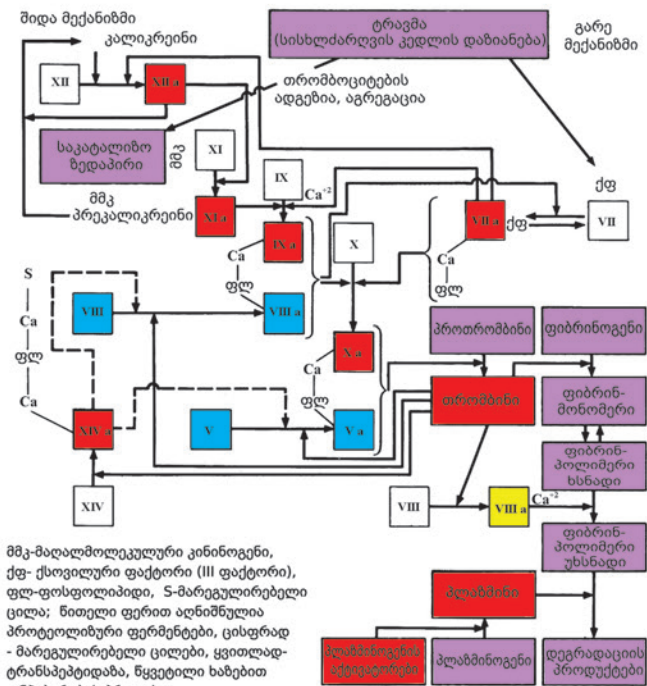 შიდა მექანიზმი
კალიკრეინი
ტრავმა
(სისხლძარღვის კედლის დაზიანება)
გარე
მექანიზმი
XII
XII a
თრომბოციტების
ადგეზია, აგრეგაცია
საკატალიზო
ზედაპირი
მმკ
XI
IX
Ca+2
ქფ
მმკ
პრეკალიკრეინი
XI a
VII a
ქფ
VII
IX a
X
Ca
ფლ
Ca
ფლ
S
Ca
ფლ
Ca
VIII
VIII a
პროთრომბინი
ფიბრინოგენი
X a
Ca
ფლ
თრომბინი
ფიბრინ-
მონომერი
XIV a
V
V a
ფიბრინ-
პოლიმერი
ხსნადი
XIV
VIII
VIII a
Ca+2
ფიბრინ-
პოლიმერი
უხსნადი
მმკ-მაღალმოლეკულური კინინოგენი,
ქფ- ქსოვილური ფაქტორი (III ფაქტორი),
ფლ-ფოსფოლიპიდი, S-მარეგულირებელი
ცილა; წითელი ფერით აღნიშნულია
პროტეოლიზური ფერმენტები, ცისფრად
- მარეგულირებელი ცილები, ყვითლად-
ტრანსპეპტიდაზა, წყვეტილი ხაზებით
პლაზმინი
პლაზმინოგენის
აქტივატორები
პლაზმინოგენი
დეგრადაციის
პროდუქტები